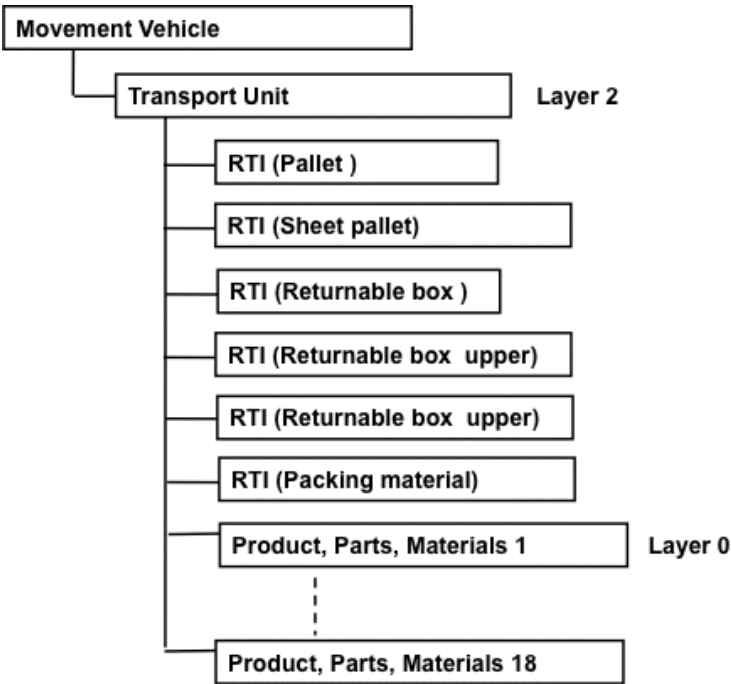 Movement Vehicle
Transport Unit
Layer 2
RTI (Pallet )
RTI (Sheet pallet)
RTI (Returnable box )
RTI (Returnable box  upper)
RTI (Returnable box  upper)
RTI (Packing material)
Product, Parts, Materials 1
Layer 0
Product, Parts, Materials 18